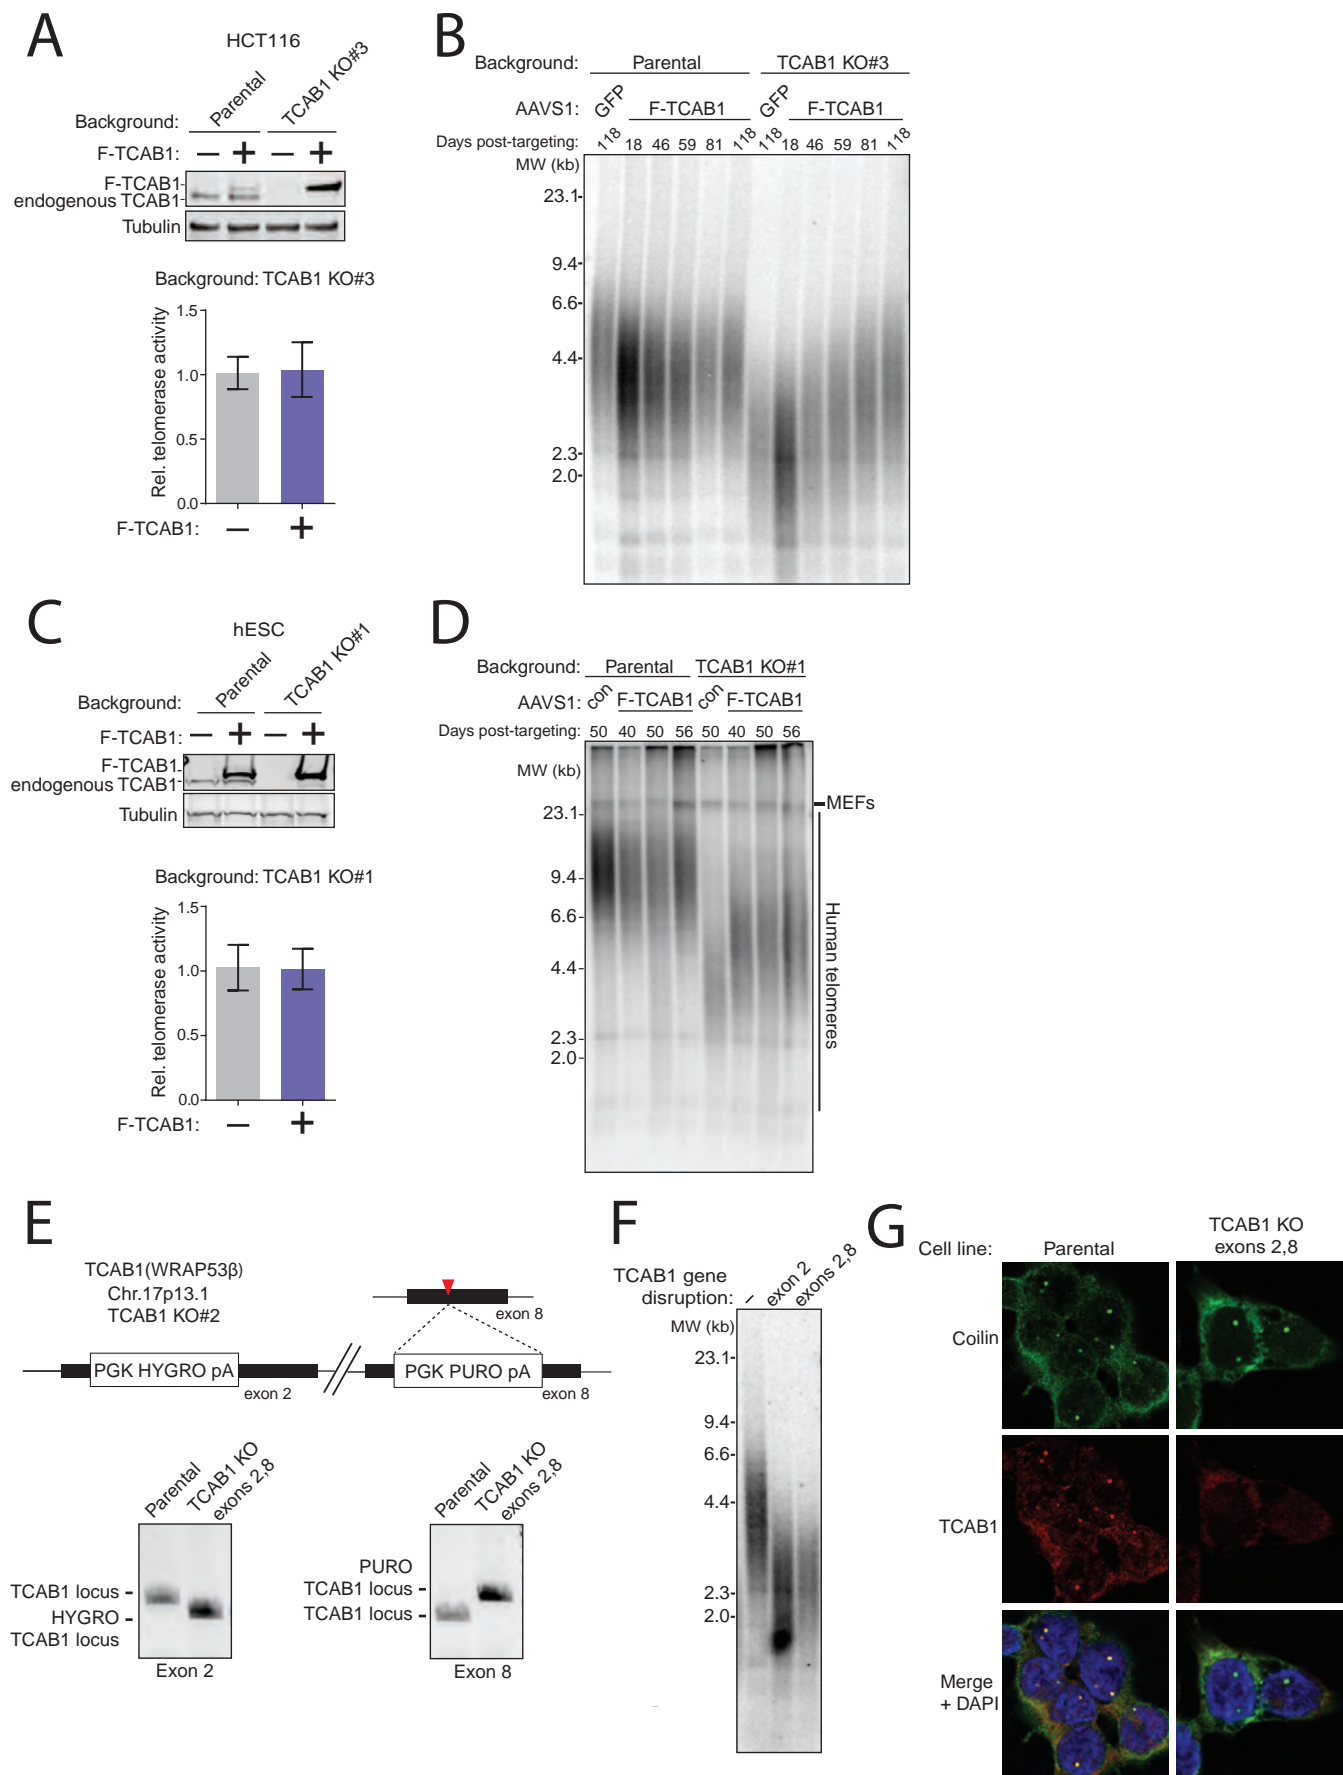 A
HCT116
Background:
Parental
TCAB1 KO#3
F-TCAB1: — + — +
F-TCAB1-
endogenous TCAB1-
Tubulin
Background: TCAB1 KO#3
Rel. telomerase activity
1.5
1.0
0.5
0.0
F-TCAB1: — +
B
Background: Parental TCAB1 KO#3
AAVS1: GFP F-TCAB1 GFP F-TCAB1
Days post-targeting: 118 18 46 59 81 118 118 18 46 59 81 118
MW (kb)
23.1-
9.4-
6.6-
4.4-
2.3-
2.0-
C
hESC
Background:
Parental
TCAB1 KO#1
F-TCAB1: — + — +
F-TCAB1-
endogenous TCAB1-
Tubulin
Background: TCAB1 KO#1
Rel. telomerase activity
1.5
1.0
0.5
0.0
F-TCAB1: — +
D
Background: Parental TCAB1 KO#1
AAVS1: con F-TCAB1 con F-TCAB1
Days post-targeting: 50 40 50 56 50 40 50 56
MW (kb)
MEFs
23.1-
9.4-
6.6-
4.4-
2.3-
2.0-
Human telomeres
E
TCAB1(WRAP53β)
Chr.17p13.1
TCAB1 KO#2
exon 8
PGK HYGRO pA
exon 2
PGK PURO pA
exon 8
Parental
TCAB1 KO
exons 2,8
TCAB1 locus -
HYGRO -
TCAB1 locus
Exon 2
Parental
TCAB1 KO
exons 2,8
PURO
TCAB1 locus -
TCAB1 locus -
Exon 8
F
TCAB1 gene
disruption: – exon 2 exons 2,8
MW (kb)
23.1-
9.4-
6.6-
4.4-
2.3-
2.0-
G
Cell line: Parental
TCAB1 KO
exons 2,8
Coilin
TCAB1
Merge
+ DAPI